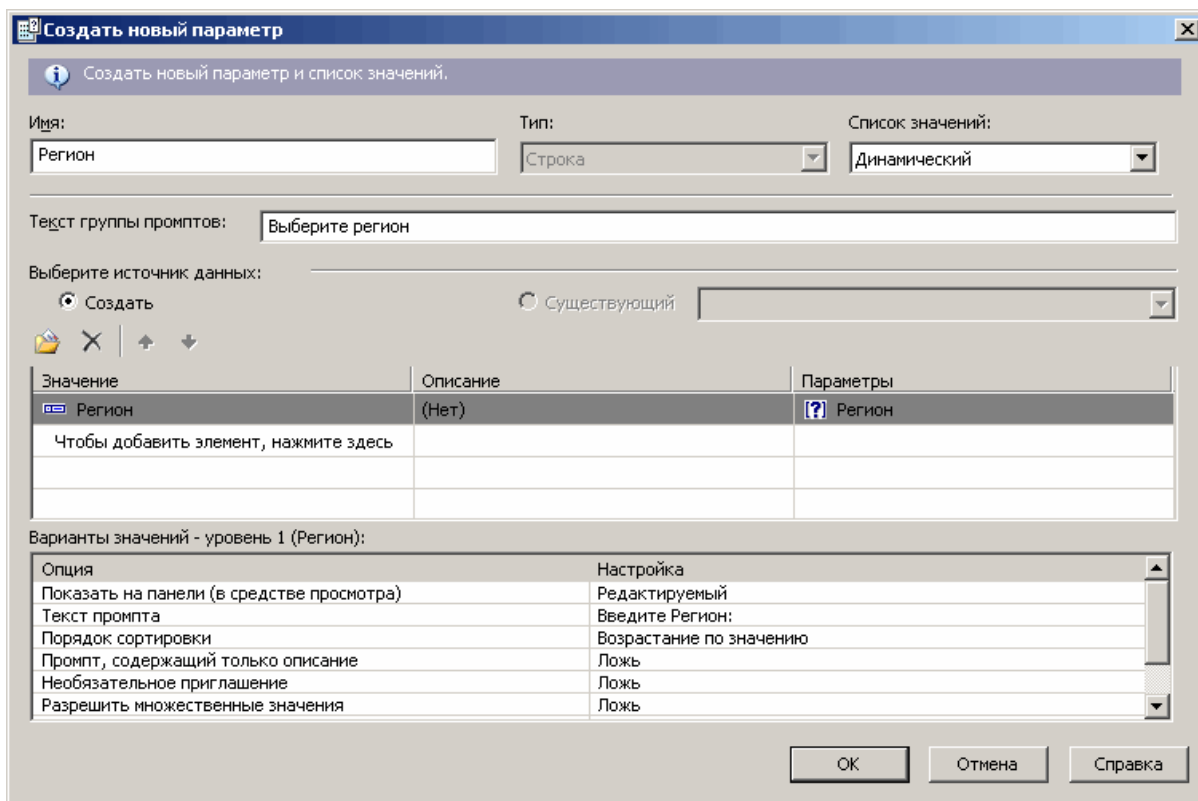 Создать новый параметр
Создать новый параметр и список значений.
Имя: Тип: Список значений:
Регион Строка Динамический
Текст группы промптов: Выберите регион
Выберите источник данных:
Создать Существующий
Значение Описание Параметры
Регион (Нет) [?] Регион
Чтобы добавить элемент, нажмите здесь
Варианты значений - уровень 1 (Регион):
Опция Настройка
Показать на панели (в средстве просмотра) Редактируемый
Текст промпта Введите Регион:
Порядок сортировки Возрастание по значению
Промпт, содержащий только описание Ложь
Необязательное приглашение Ложь
Разрешить множественные значения Ложь
OK Отмена Справка